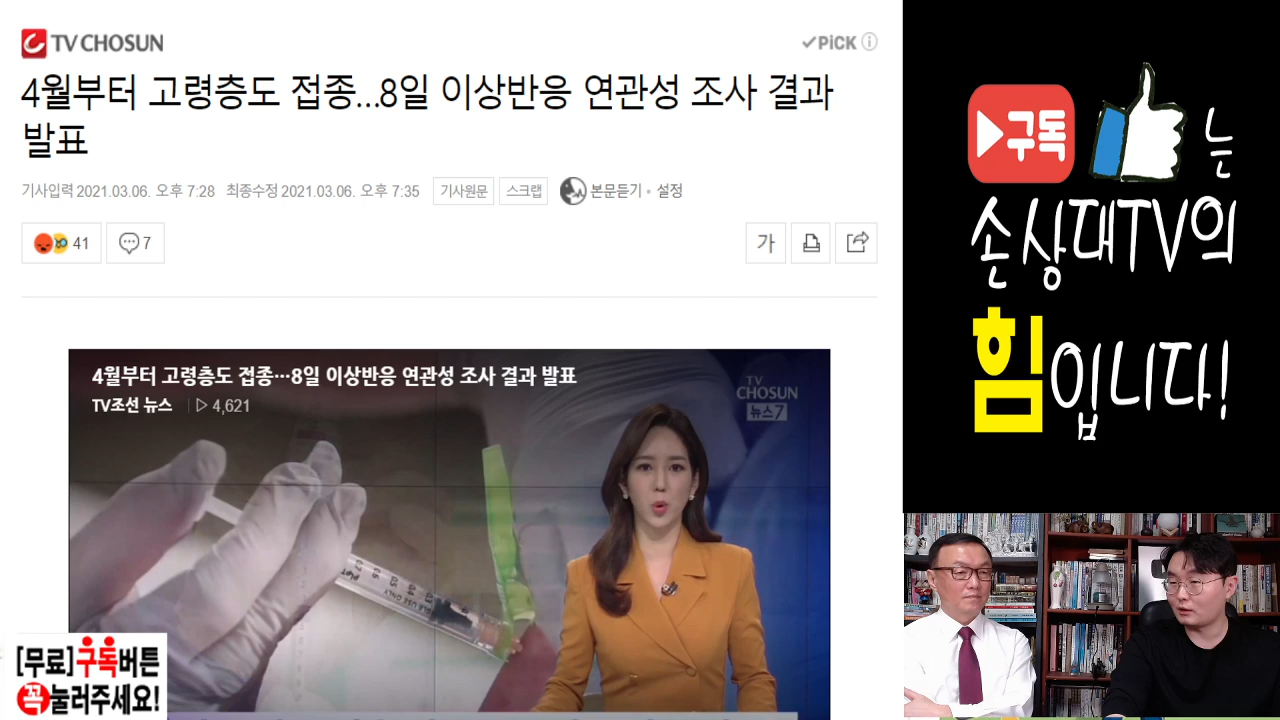 TV CHOSUN
PiCK
4월부터 고령층도 접종...8일 이상반응 연관성 조사 결과
발표
기사입력 2021.03.06. 오후 7:28 최종수정 2021.03.06. 오후 7:35 기사원문 스크랩 본문듣기 • 설정
41 7
가
4월부터 고령층도 접종…8일 이상반응 연관성 조사 결과 발표
TV조선 뉴스 4,621
TV
CHOSUN
뉴스7
[무료]구독버튼
꼭눌러주세요!
구독 는
손상대TV의
힘입니다!